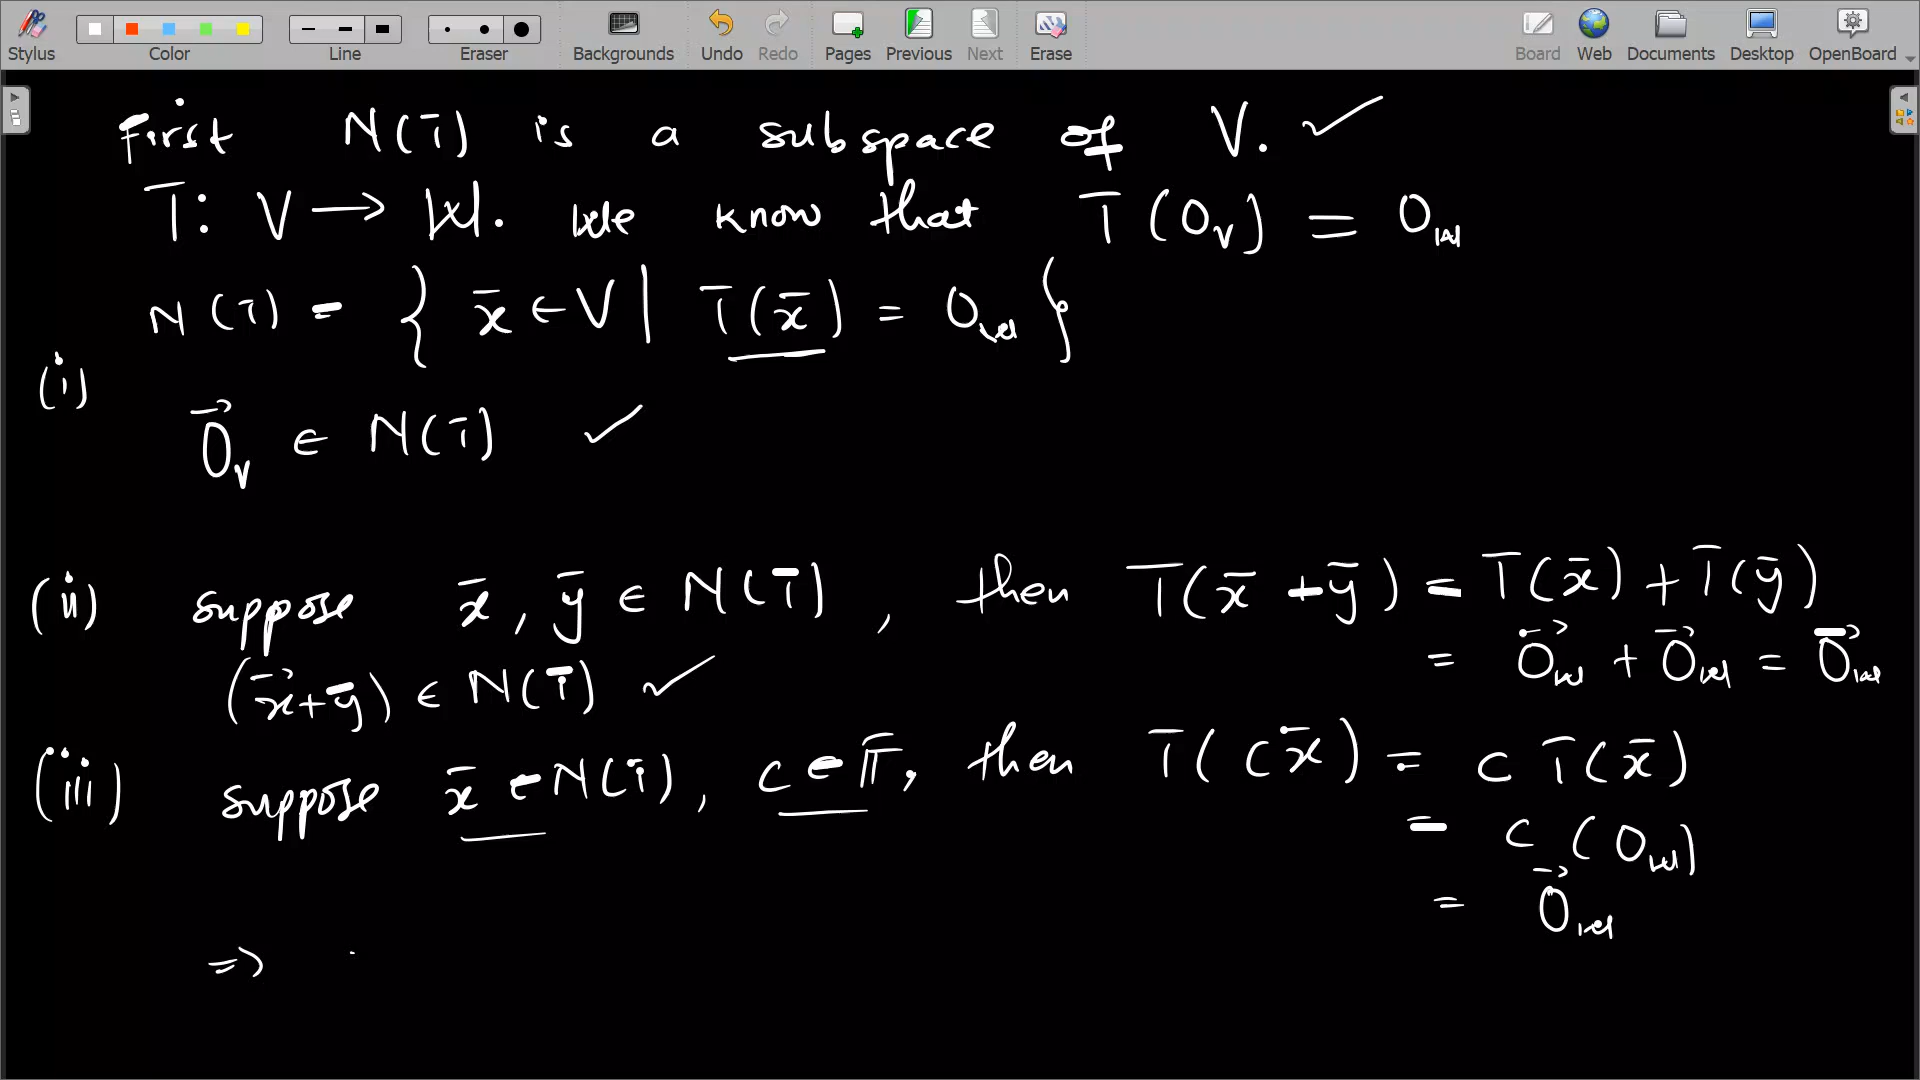 Stylus Color Line Eraser Backgrounds Undo Redo Pages Previous Next Erase Board Web Documents Desktop OpenBoard
First N(T) is a subspace of V. ✓
T: V → W. We know that T(0_V) = 0_W
N(T) = { x̄ ∈ V | T(x̄) = 0_W }
(i)
0⃗_V ∈ N(T) ✓
(ii) suppose x̄, ȳ ∈ N(T), then T(x̄ + ȳ) = T(x̄) + T(ȳ)
= 0⃗_W + 0⃗_W = 0⃗_W
(x⃗ + ȳ) ∈ N(T) ✓
(iii) suppose x̄ ∈ N(T), c ∈ F, then T(cx̄) = c T(x̄)
= c (0_W)
= 0⃗_W
⇒